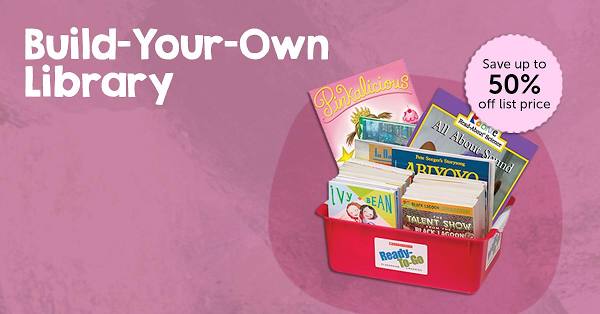 Build-Your-Own
Library
Save up to
50%
off list price
Pinkalicious
All About Sound
Pete Seeger's Storysong
ABIYOYO
IVY BEAN
BLACK LAGOON
THE
TALENT SHOW
FROM THE
BLACK LAGOON
SCHOLASTIC
Ready-
To-Go